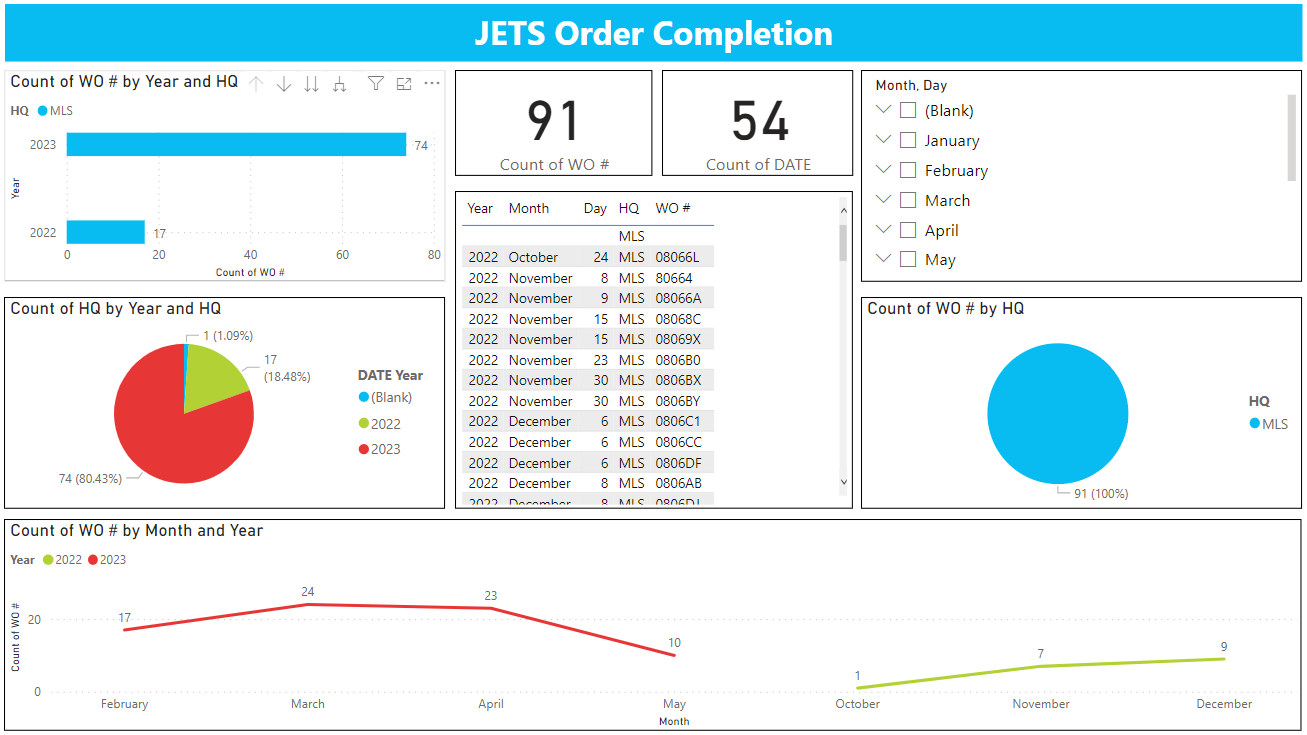 JETS Order Completion
Count of WO # by Year and HQ
HQ MLS
2023 74
Year
2022 17
0 20 40 60 80
Count of WO #
91
Count of WO #
54
Count of DATE
Month, Day
(Blank)
January
February
March
April
May
Count of HQ by Year and HQ
1 (1.09%)
17
(18.48%)
74 (80.43%)
DATE Year
(Blank)
2022
2023
Year Month Day HQ WO #
MLS
2022 October 24 MLS 08066L
2022 November 8 MLS 80664
2022 November 9 MLS 08066A
2022 November 15 MLS 08068C
2022 November 15 MLS 08069X
2022 November 23 MLS 0806B0
2022 November 30 MLS 0806BX
2022 November 30 MLS 0806BY
2022 December 6 MLS 0806C1
2022 December 6 MLS 0806CC
2022 December 6 MLS 0806DF
2022 December 8 MLS 0806AB
2022 December 8 MLS
Count of WO # by HQ
HQ
MLS
91 (100%)
Count of WO # by Month and Year
Year 2022 2023
Count of WO #
20
0
17 24 23 10 1 7 9
February March April May October November December
Month